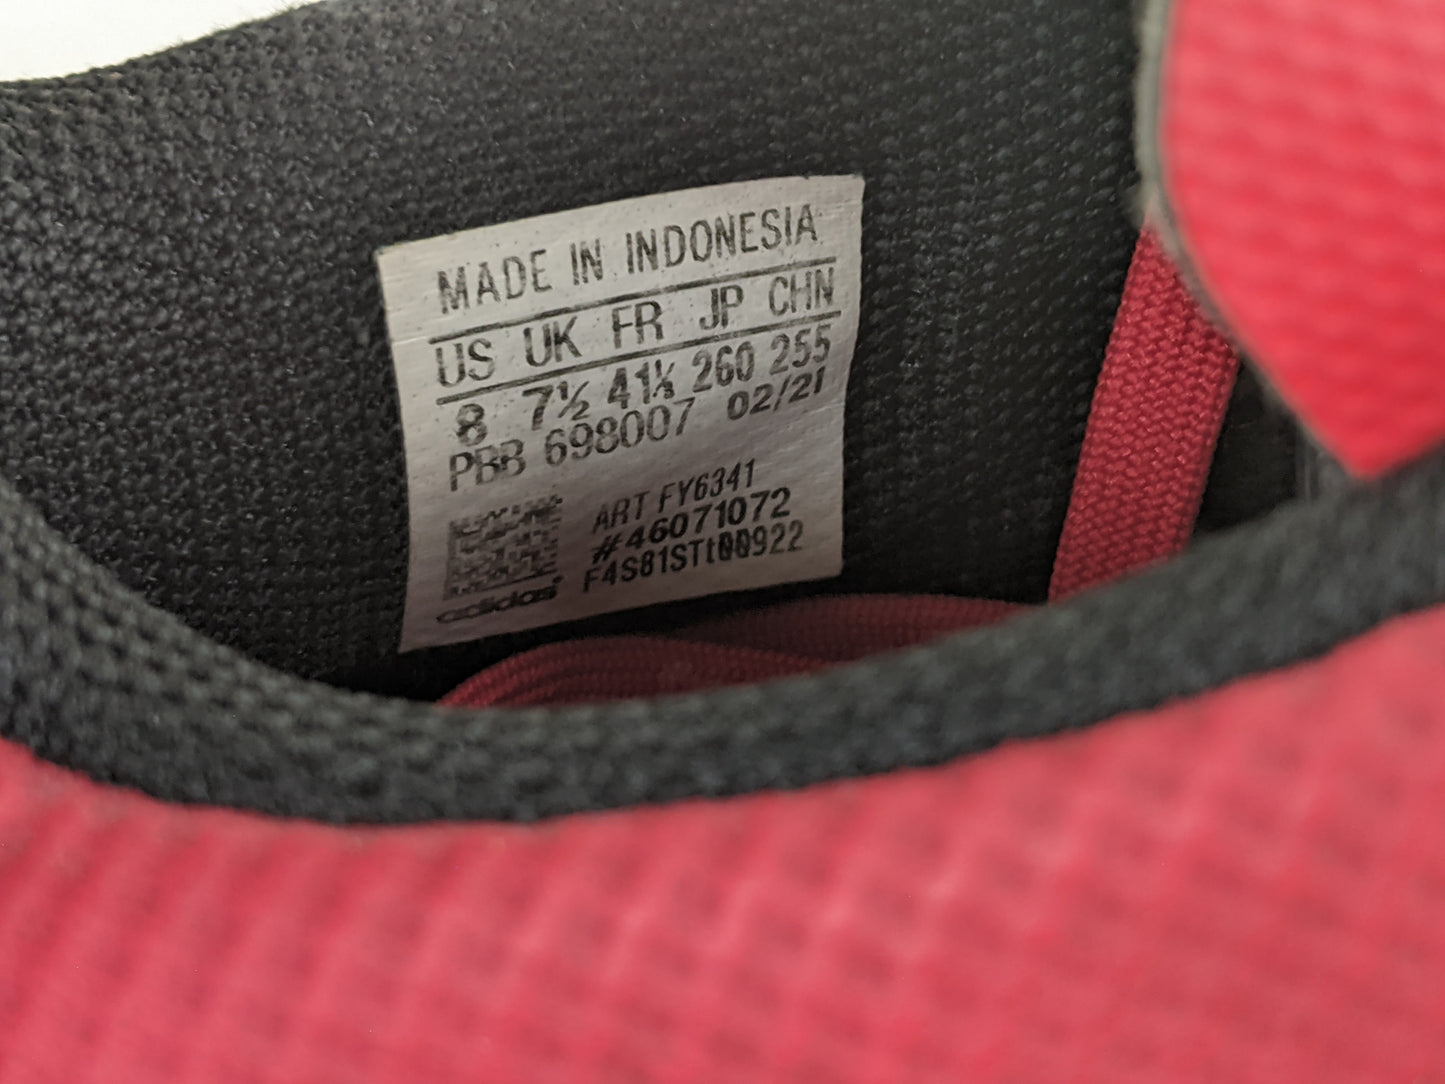 MADE IN INDONESIA
US UK FR JP CHN
8 7½ 41⅓ 260 255
PBB 698007 02/21
ART FY6341
#46071072
F4S81STt00922
adidas